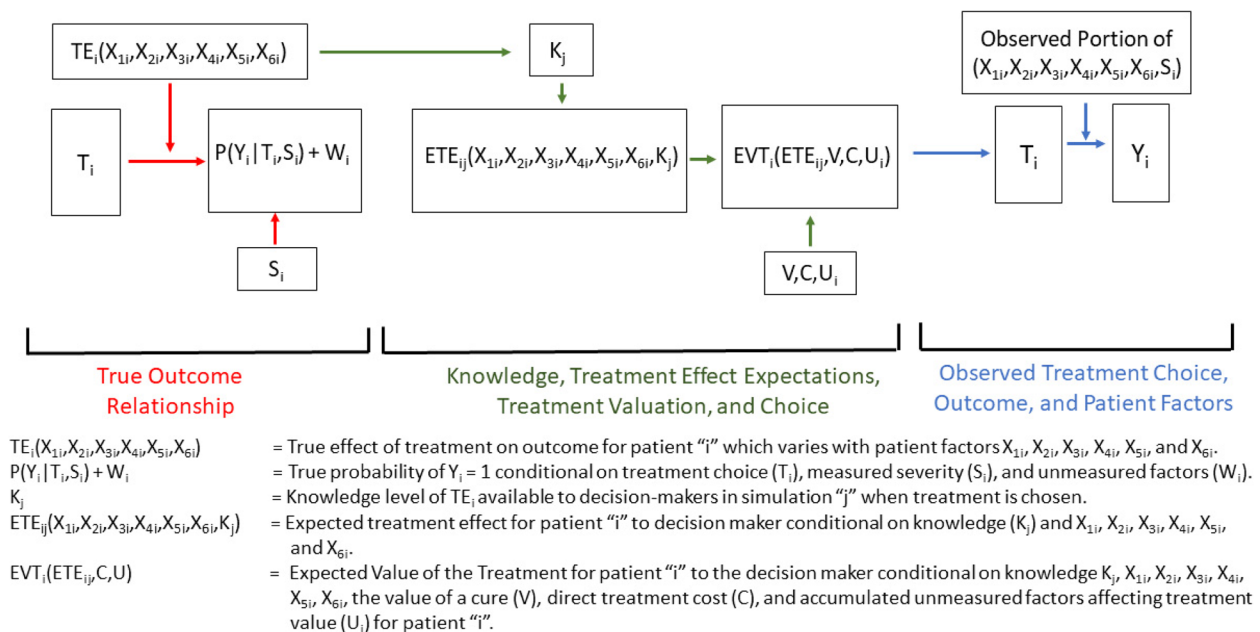 TEᵢ(X₁ᵢ,X₂ᵢ,X₃ᵢ,X₄ᵢ,X₅ᵢ,X₆ᵢ)
Kⱼ
Observed Portion of
(X₁ᵢ,X₂ᵢ,X₃ᵢ,X₄ᵢ,X₅ᵢ,X₆ᵢ,Sᵢ)
Tᵢ
P(Yᵢ|Tᵢ,Sᵢ) + Wᵢ
ETEᵢⱼ(X₁ᵢ,X₂ᵢ,X₃ᵢ,X₄ᵢ,X₅ᵢ,X₆ᵢ,Kⱼ)
EVTᵢ(ETEᵢⱼ,V,C,Uᵢ)
Tᵢ
Yᵢ
Sᵢ
V,C,Uᵢ
True Outcome
Relationship
Knowledge, Treatment Effect Expectations,
Treatment Valuation, and Choice
Observed Treatment Choice,
Outcome, and Patient Factors
TEᵢ(X₁ᵢ,X₂ᵢ,X₃ᵢ,X₄ᵢ,X₅ᵢ,X₆ᵢ) = True effect of treatment on outcome for patient “i” which varies with patient factors X₁ᵢ, X₂ᵢ, X₃ᵢ, X₄ᵢ, X₅ᵢ, and X₆ᵢ.
P(Yᵢ|Tᵢ,Sᵢ) + Wᵢ = True probability of Yᵢ = 1 conditional on treatment choice (Tᵢ), measured severity (Sᵢ), and unmeasured factors (Wᵢ).
Kⱼ = Knowledge level of TEᵢ available to decision-makers in simulation “j” when treatment is chosen.
ETEᵢⱼ(X₁ᵢ,X₂ᵢ,X₃ᵢ,X₄ᵢ,X₅ᵢ,X₆ᵢ,Kⱼ) = Expected treatment effect for patient “i” to decision maker conditional on knowledge (Kⱼ) and X₁ᵢ, X₂ᵢ, X₃ᵢ, X₄ᵢ, X₅ᵢ,
and X₆ᵢ.
EVTᵢ(ETEᵢⱼ,C,U) = Expected Value of the Treatment for patient “i” to the decision maker conditional on knowledge Kⱼ, X₁ᵢ, X₂ᵢ, X₃ᵢ, X₄ᵢ,
X₅ᵢ, X₆ᵢ, the value of a cure (V), direct treatment cost (C), and accumulated unmeasured factors affecting treatment
value (Uᵢ) for patient “i”.